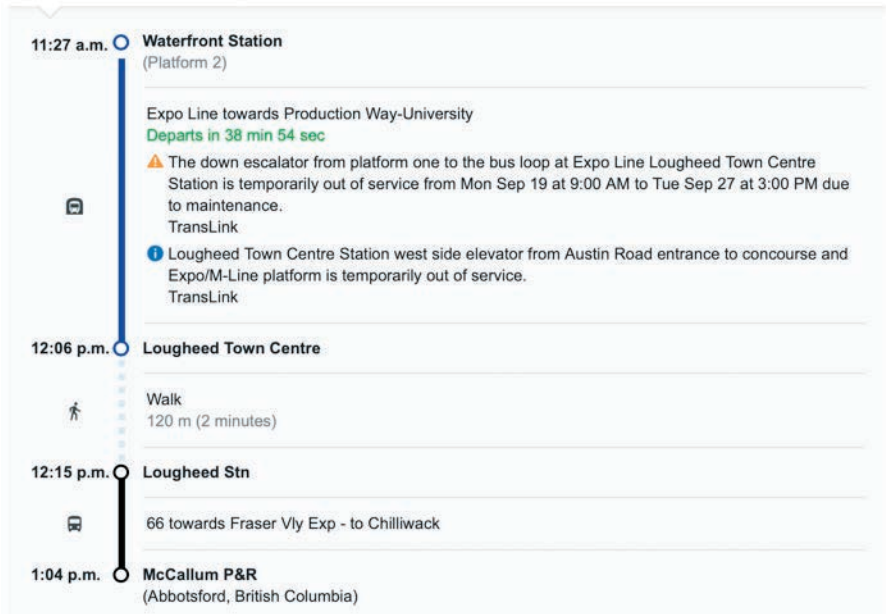 11:27 a.m. Waterfront Station
(Platform 2)
Expo Line towards Production Way-University
Departs in 38 min 54 sec
The down escalator from platform one to the bus loop at Expo Line Lougheed Town Centre
Station is temporarily out of service from Mon Sep 19 at 9:00 AM to Tue Sep 27 at 3:00 PM due
to maintenance.
TransLink
Lougheed Town Centre Station west side elevator from Austin Road entrance to concourse and
Expo/M-Line platform is temporarily out of service.
TransLink
12:06 p.m. Lougheed Town Centre
Walk
120 m (2 minutes)
12:15 p.m. Lougheed Stn
66 towards Fraser Vly Exp - to Chilliwack
1:04 p.m. McCallum P&R
(Abbotsford, British Columbia)